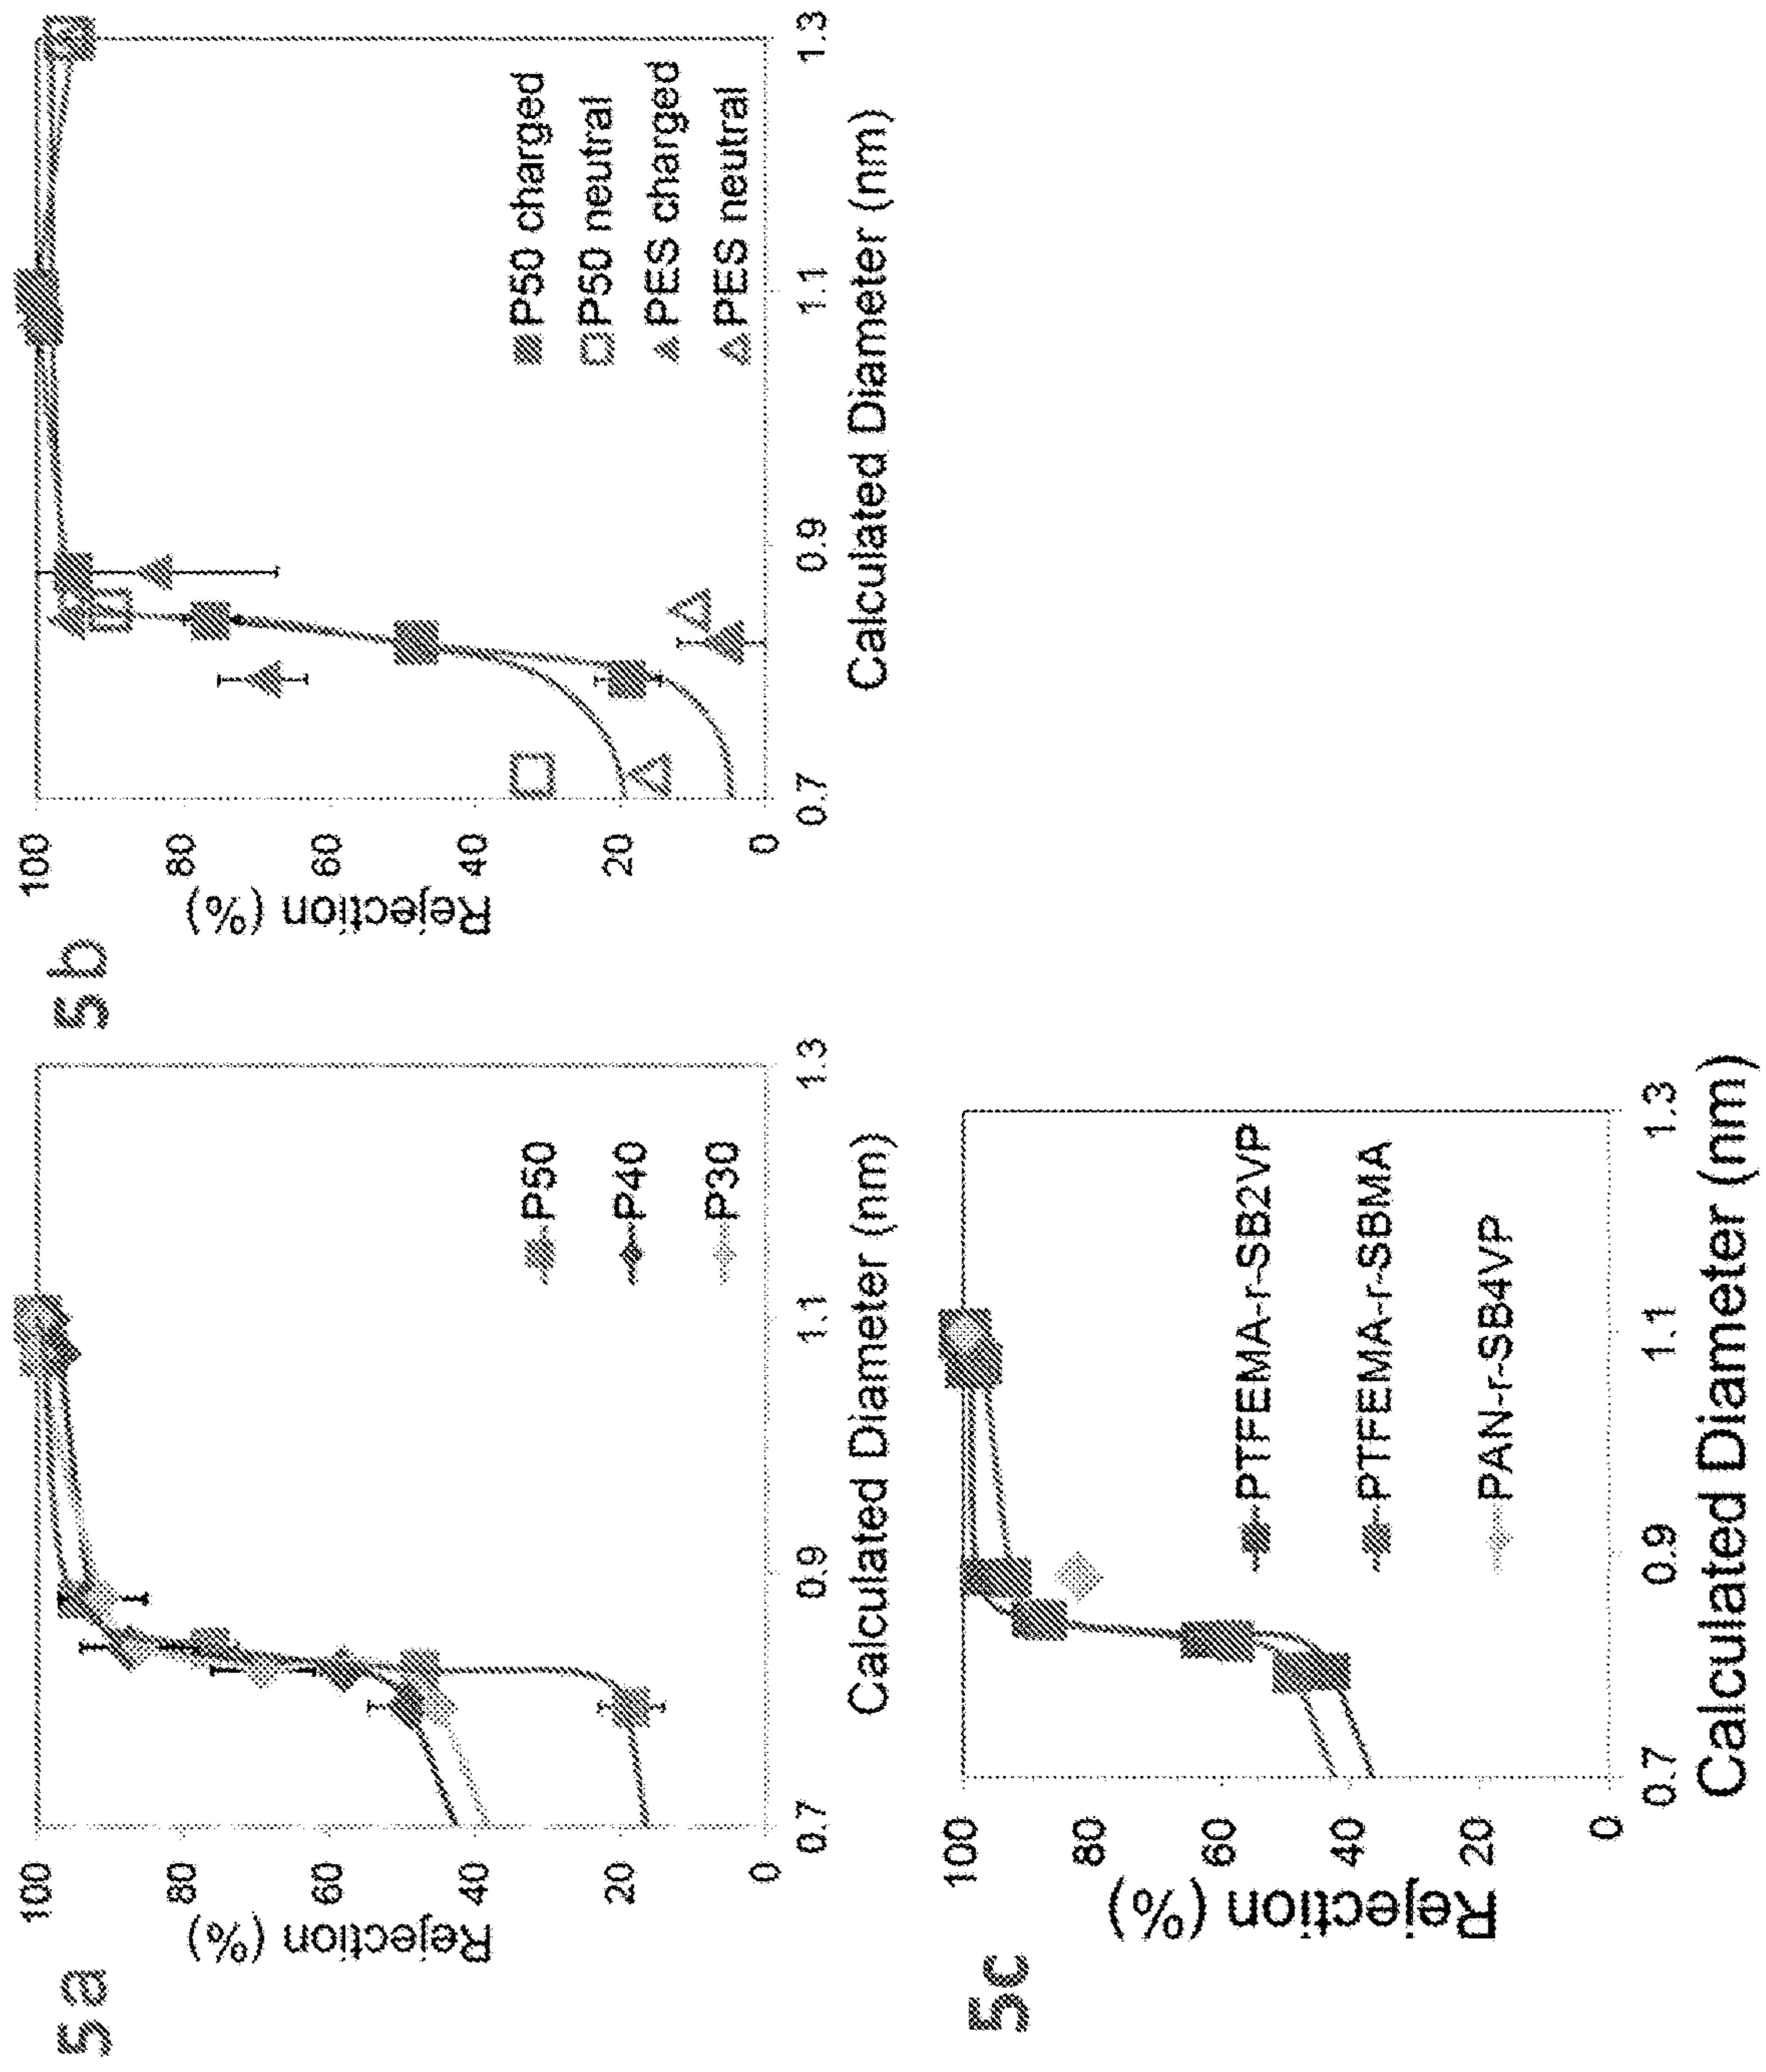 5a
Rejection (%)
100
80
60
40
20
0
0.7
0.9
1.1
1.3
Calculated Diameter (nm)
P50
P40
P30
5b
Rejection (%)
100
80
60
40
20
0
0.7
0.9
1.1
1.3
Calculated Diameter (nm)
P50 charged
P50 neutral
PES charged
PES neutral
5c
Rejection (%)
100
80
60
40
20
0
0.7
0.9
1.1
1.3
Calculated Diameter (nm)
PTFEMA-r-SB2VP
PTFEMA-r-SBMA
PAN-r-SB4VP